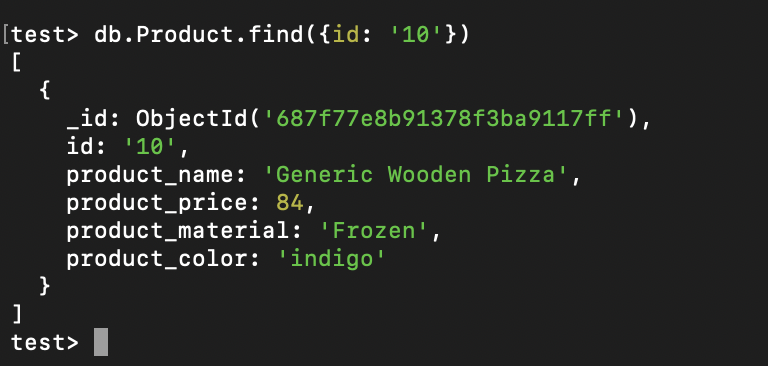 [test> db.Product.find({id: '10'})
[
  {
    _id: ObjectId('687f77e8b91378f3ba9117ff'),
    id: '10',
    product_name: 'Generic Wooden Pizza',
    product_price: 84,
    product_material: 'Frozen',
    product_color: 'indigo'
  }
]
test>